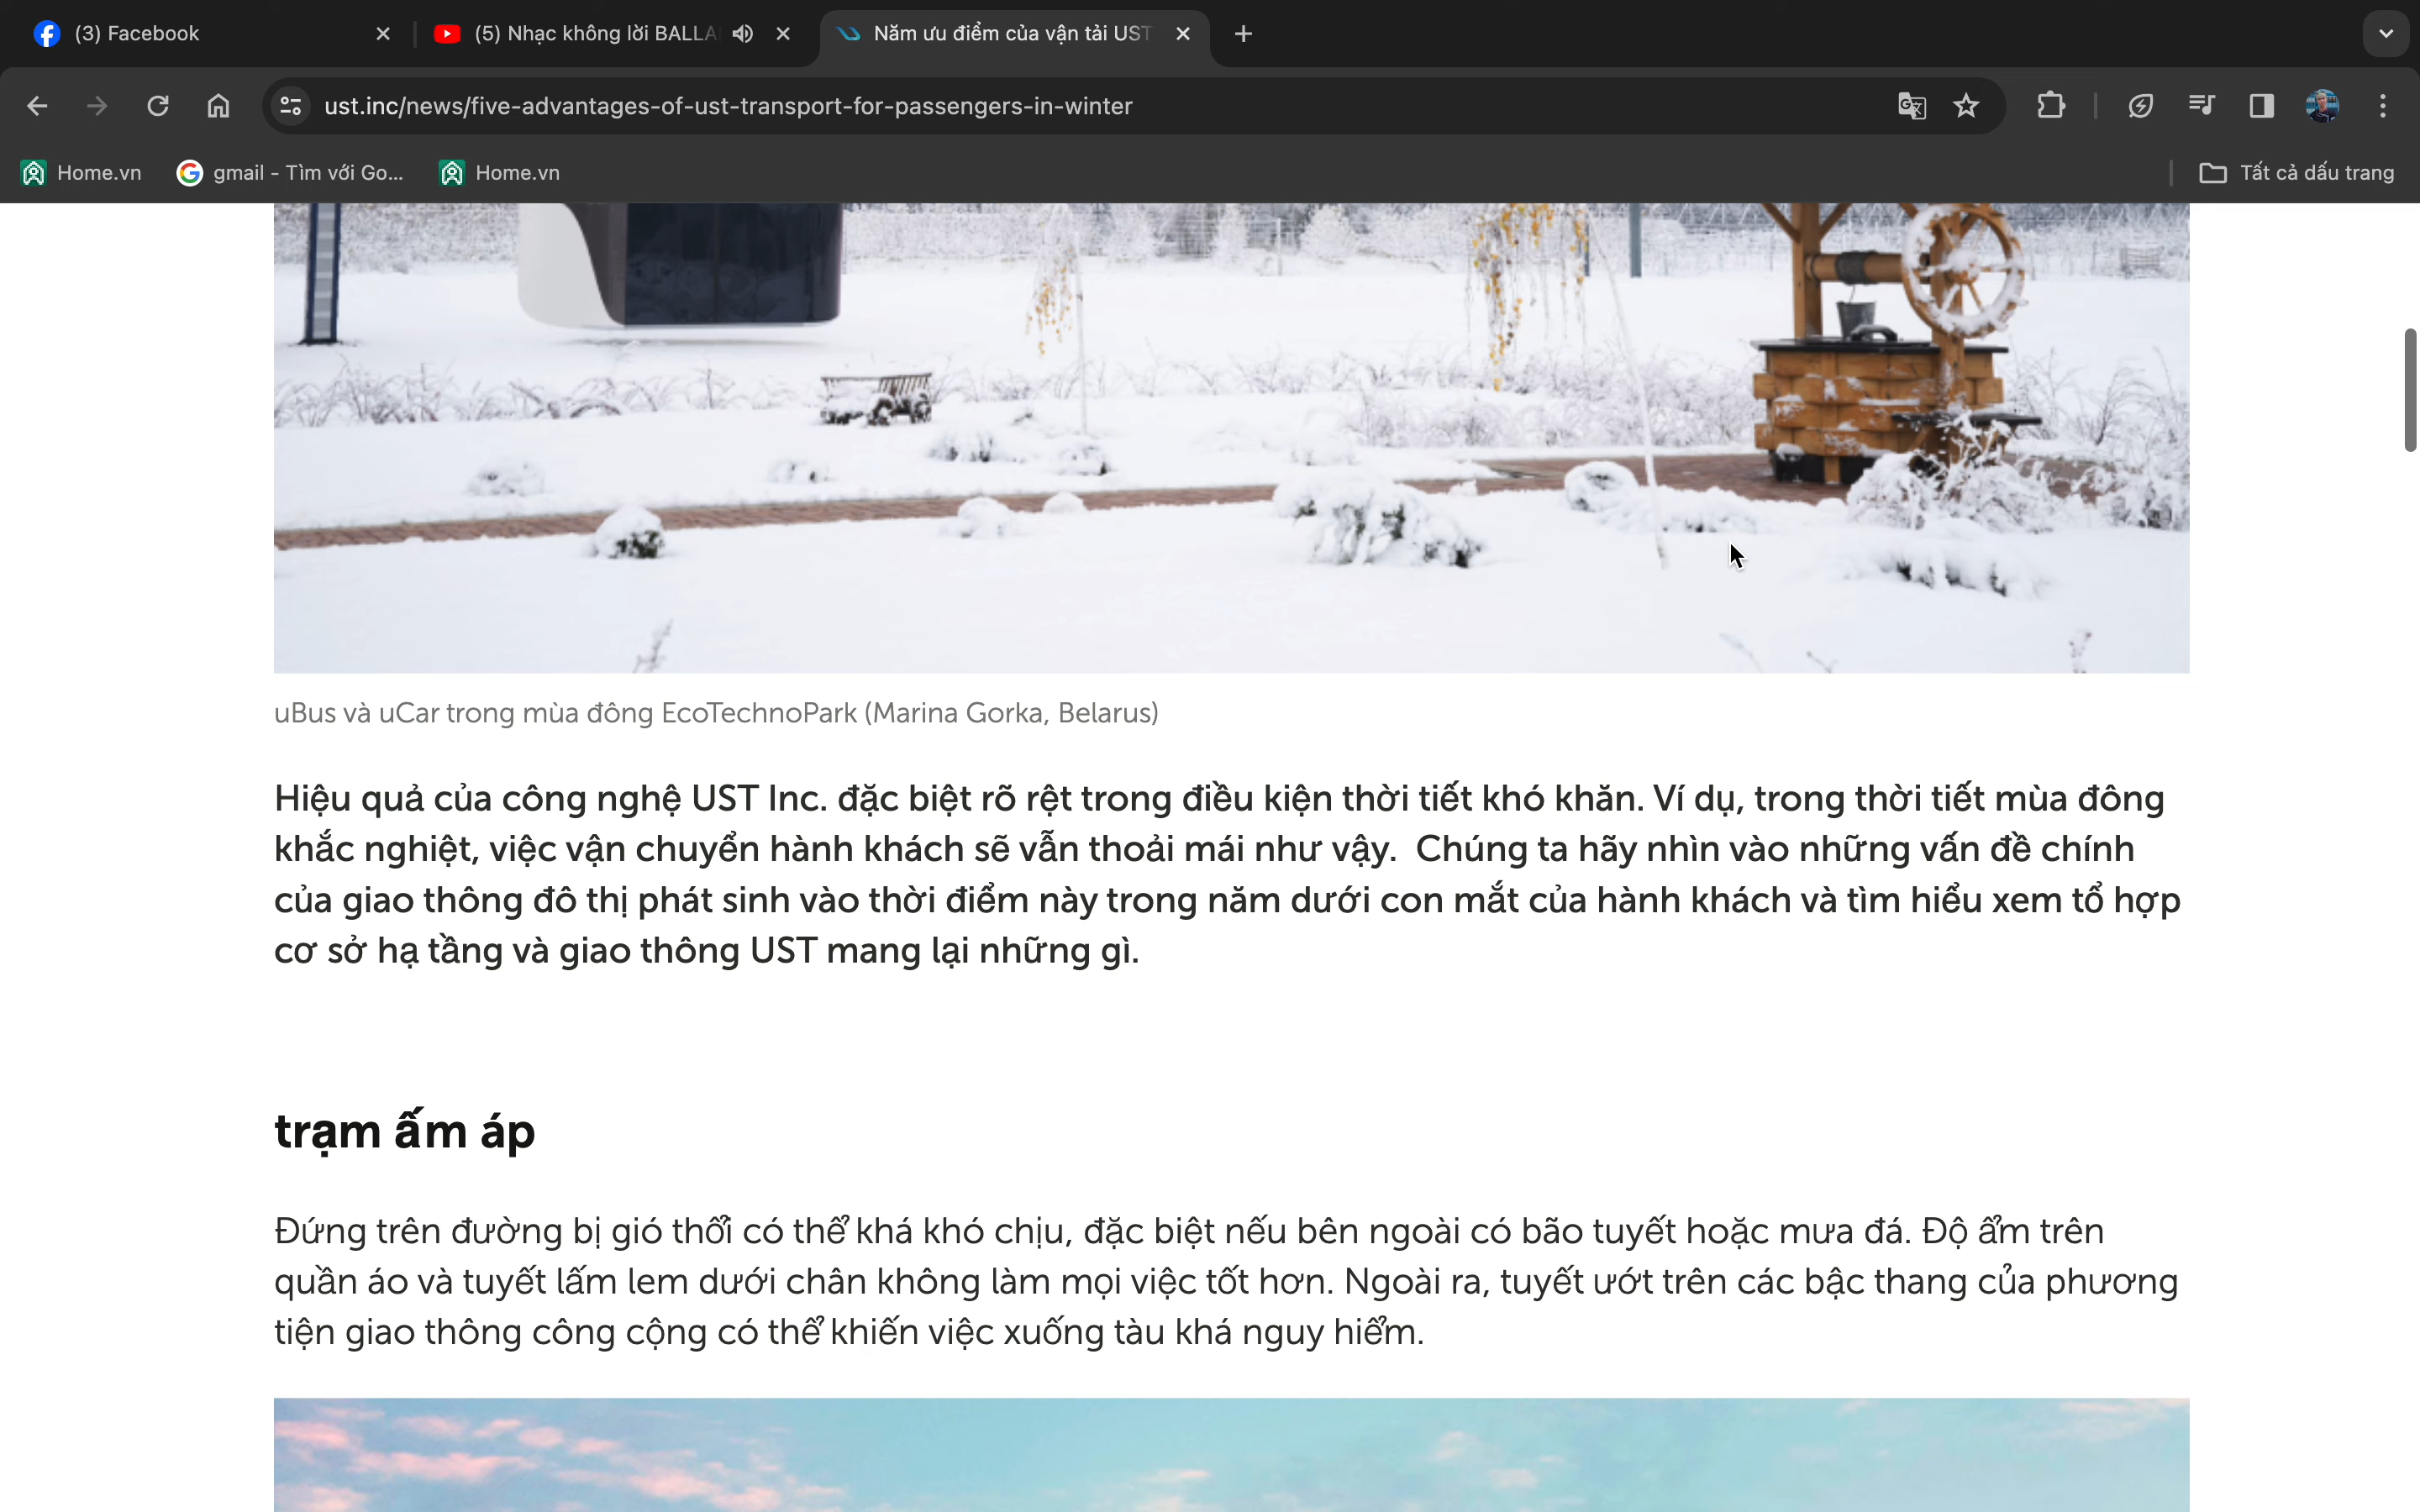 (3) Facebook
(5) Nhạc không lời BALLA
Năm ưu điểm của vận tải UST
ust.inc/news/five-advantages-of-ust-transport-for-passengers-in-winter
Home.vn
gmail - Tìm với Go...
Home.vn
Tất cả dấu trang
uBus và uCar trong mùa đông EcoTechnoPark (Marina Gorka, Belarus)
Hiệu quả của công nghệ UST Inc. đặc biệt rõ rệt trong điều kiện thời tiết khó khăn. Ví dụ, trong thời tiết mùa đông
khắc nghiệt, việc vận chuyển hành khách sẽ vẫn thoải mái như vậy. Chúng ta hãy nhìn vào những vấn đề chính
của giao thông đô thị phát sinh vào thời điểm này trong năm dưới con mắt của hành khách và tìm hiểu xem tổ hợp
cơ sở hạ tầng và giao thông UST mang lại những gì.
trạm ấm áp
Đứng trên đường bị gió thổi có thể khá khó chịu, đặc biệt nếu bên ngoài có bão tuyết hoặc mưa đá. Độ ẩm trên
quần áo và tuyết lấm lem dưới chân không làm mọi việc tốt hơn. Ngoài ra, tuyết ướt trên các bậc thang của phương
tiện giao thông công cộng có thể khiến việc xuống tàu khá nguy hiểm.